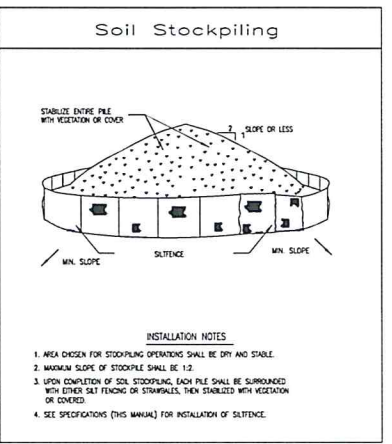 Soil Stockpiling
STABILIZE ENTIRE PILE
WITH VEGETATION OR COVER
2
1
SLOPE OR LESS
MIN. SLOPE
SILTFENCE
MIN. SLOPE
INSTALLATION NOTES
1. AREA CHOSEN FOR STOCKPILING OPERATIONS SHALL BE DRY AND STABLE.
2. MAXIMUM SLOPE OF STOCKPILE SHALL BE 1:2.
3. UPON COMPLETION OF SOIL STOCKPILING, EACH PILE SHALL BE SURROUNDED
WITH EITHER SILT FENCING OR STRAWBALES, THEN STABILIZED WITH VEGETATION
OR COVERED.
4. SEE SPECIFICATIONS (THIS MANUAL) FOR INSTALLATION OF SILTFENCE.